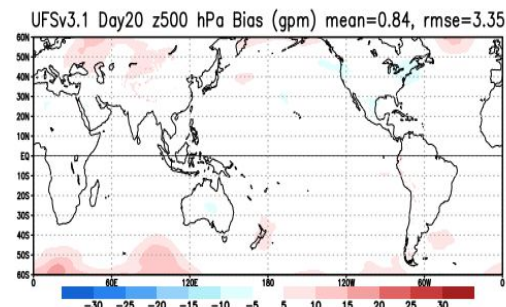 UFSv3.1 Day20 z500 hPa Bias (gpm) mean=0.84, rmse=3.35
60N
50N
40N
30N
20N
10N
EQ
10S
20S
30S
40S
50S
60S
0 60E 120E 180 120W 60W 0
-30 -25 -20 -15 -10 -5 5 10 15 20 25 30